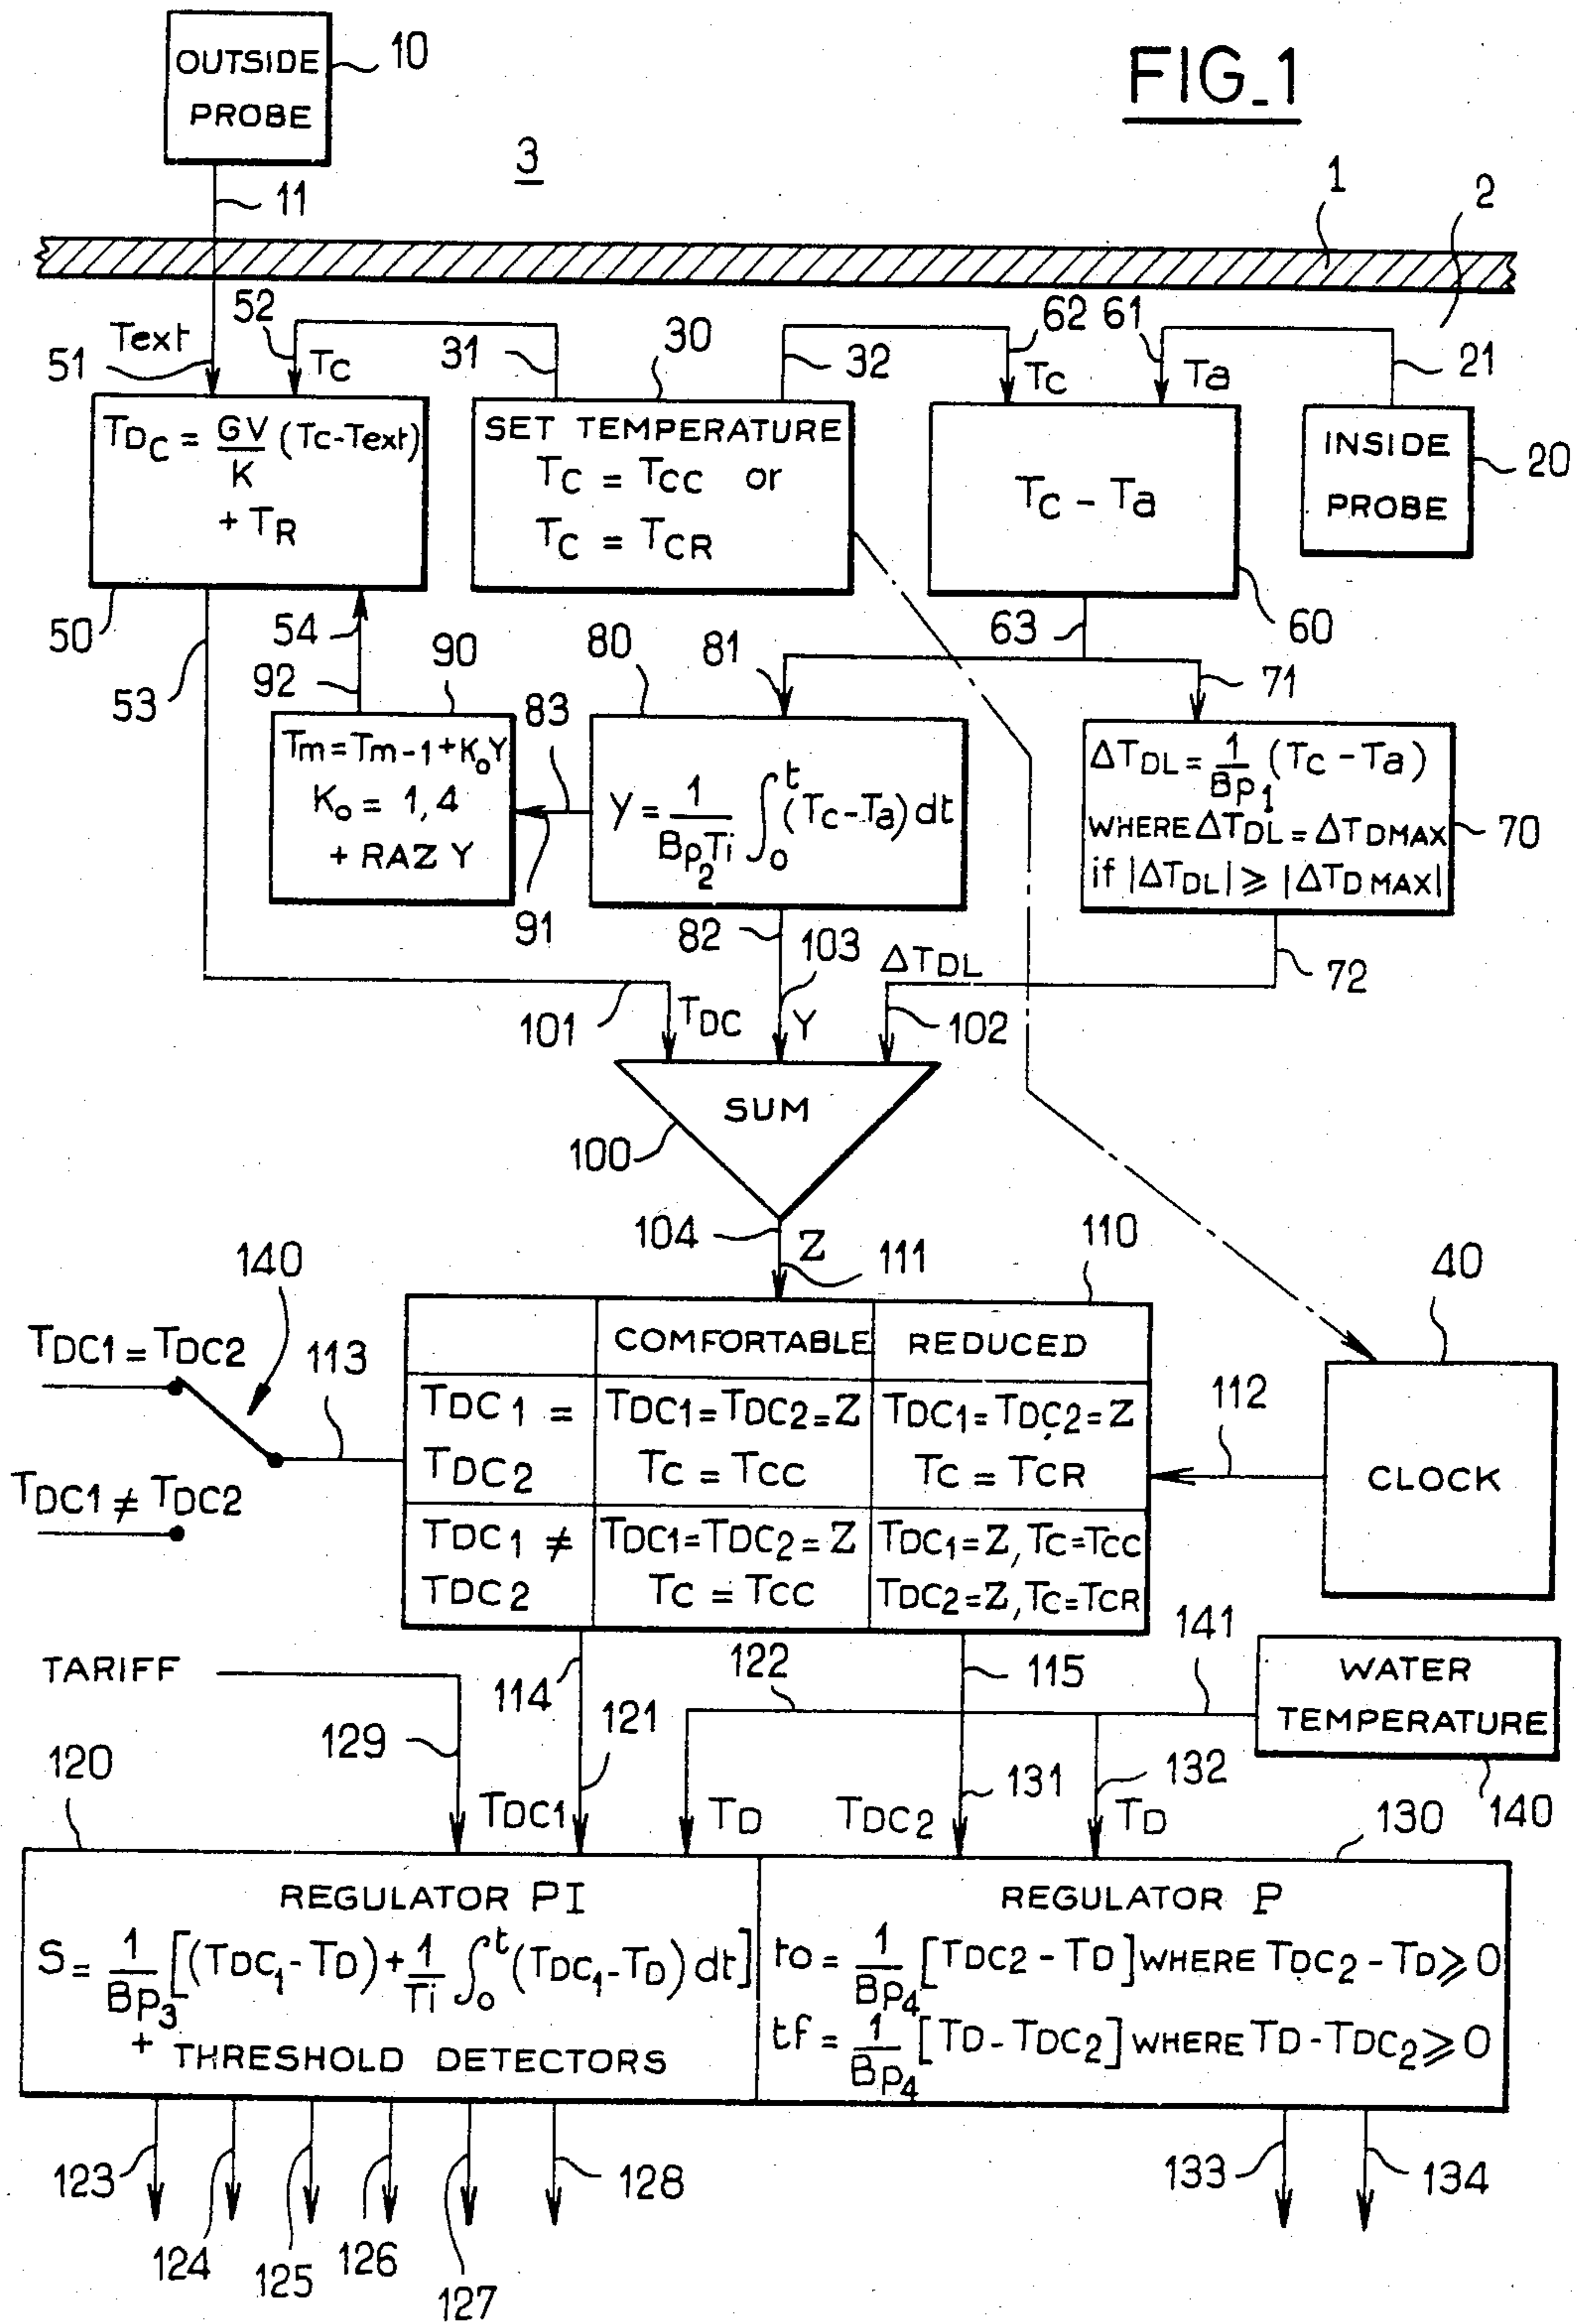 FIG_1
OUTSIDE
PROBE
10
3
11
1
2
Text
51
52
Tc
31
30
32
62
61
Tc
Ta
21
TDC = GV/K (Tc-Text)
+ TR
SET TEMPERATURE
TC = TCC or
TC = TCR
TC - Ta
INSIDE
PROBE
20
50
54
92
90
80
81
63
60
53
83
71
Tm=Tm-1+KoY
Ko = 1,4
+ RAZ Y
Y = 1/Bp2Ti ∫0t (Tc-Ta) dt
ΔTDL = 1/Bp1 (Tc - Ta)
WHERE ΔTDL = ΔTDMAX
if |ΔTDL| ⩾ |ΔTDMAX|
70
91
82
103
ΔTDL
72
101
TDC
Y
102
SUM
100
104
Z
111
110
40
140
TDC1 = TDC2
113
TDC1 ≠ TDC2
COMFORTABLE
REDUCED
TDC1 =
TDC2
TDC1=TDC2=Z
TC = TCC
TDC1=TDC2=Z
TC = TCR
TDC1 ≠
TDC2
TDC1=TDC2=Z
TC = TCC
TDC1=Z, TC=TCC
TDC2=Z, TC=TCR
112
CLOCK
TARIFF
114
122
115
141
WATER
TEMPERATURE
140
120
129
121
131
132
130
TDC1
TD
TDC2
TD
REGULATOR PI
S = 1/Bp3 [(TDC1-TD)+1/Ti ∫0t (TDC1-TD) dt]
+ THRESHOLD DETECTORS
REGULATOR P
to = 1/Bp4 [TDC2-TD] WHERE TDC2-TD⩾0
tf = 1/Bp4 [TD-TDC2] WHERE TD-TDC2⩾0
123
124
125
126
127
128
133
134